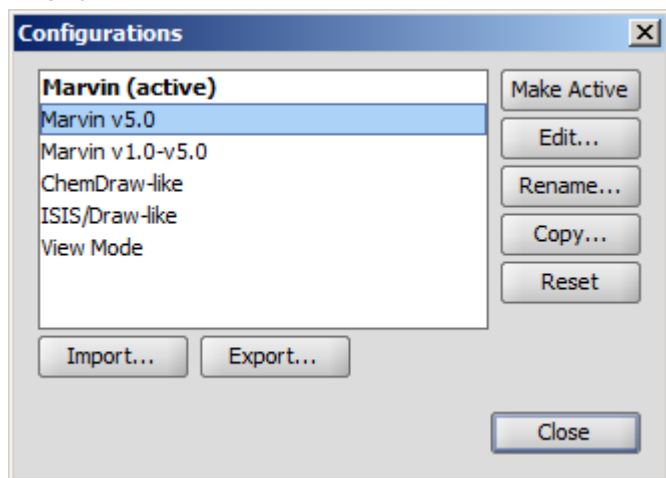 Configurations
Marvin (active)
Marvin v5.0
Marvin v1.0-v5.0
ChemDraw-like
ISIS/Draw-like
View Mode
Make Active
Edit...
Rename...
Copy...
Reset
Import...
Export...
Close